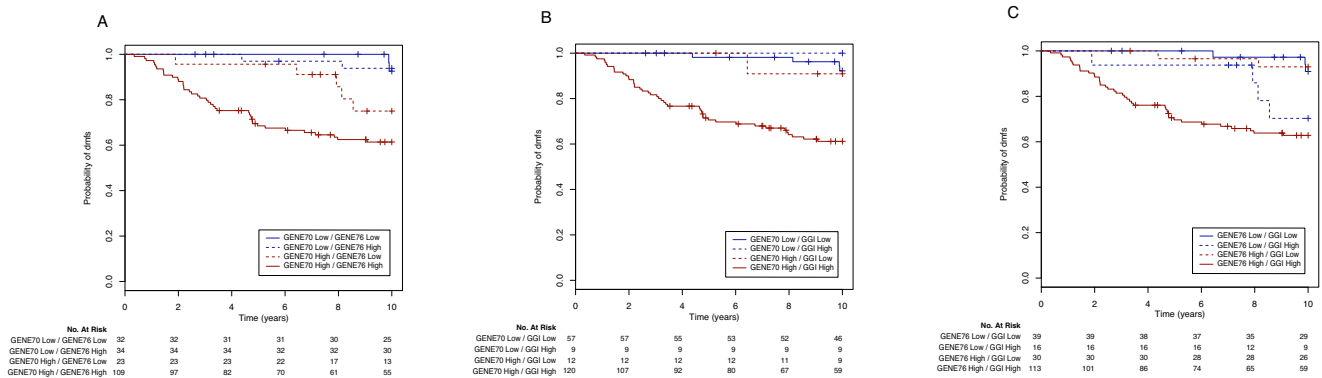 A
Probability of dmfs
1.0
0.8
0.6
0.4
0.2
0.0
GENE70 Low / GENE76 Low
GENE70 Low / GENE76 High
GENE70 High / GENE76 Low
GENE70 High / GENE76 High
0 2 4 6 8 10
Time (years)
No. At Risk
GENE70 Low / GENE76 Low 32 32 31 31 30 25
GENE70 Low / GENE76 High 34 34 34 32 32 30
GENE70 High / GENE76 Low 23 23 23 22 17 13
GENE70 High / GENE76 High 109 97 82 70 61 55
B
Probability of dmfs
1.0
0.8
0.6
0.4
0.2
0.0
GENE70 Low / GGI Low
GENE70 Low / GGI High
GENE70 High / GGI Low
GENE70 High / GGI High
0 2 4 6 8 10
Time (years)
No. At Risk
GENE70 Low / GGI Low 57 57 55 53 52 46
GENE70 Low / GGI High 9 9 9 9 9 9
GENE70 High / GGI Low 12 12 12 12 11 9
GENE70 High / GGI High 120 107 92 80 67 59
C
Probability of dmfs
1.0
0.8
0.6
0.4
0.2
0.0
GENE76 Low / GGI Low
GENE76 Low / GGI High
GENE76 High / GGI Low
GENE76 High / GGI High
0 2 4 6 8 10
Time (years)
No. At Risk
GENE76 Low / GGI Low 39 39 38 37 35 29
GENE76 Low / GGI High 16 16 16 16 12 9
GENE76 High / GGI Low 30 30 30 28 28 26
GENE76 High / GGI High 113 101 86 74 65 59